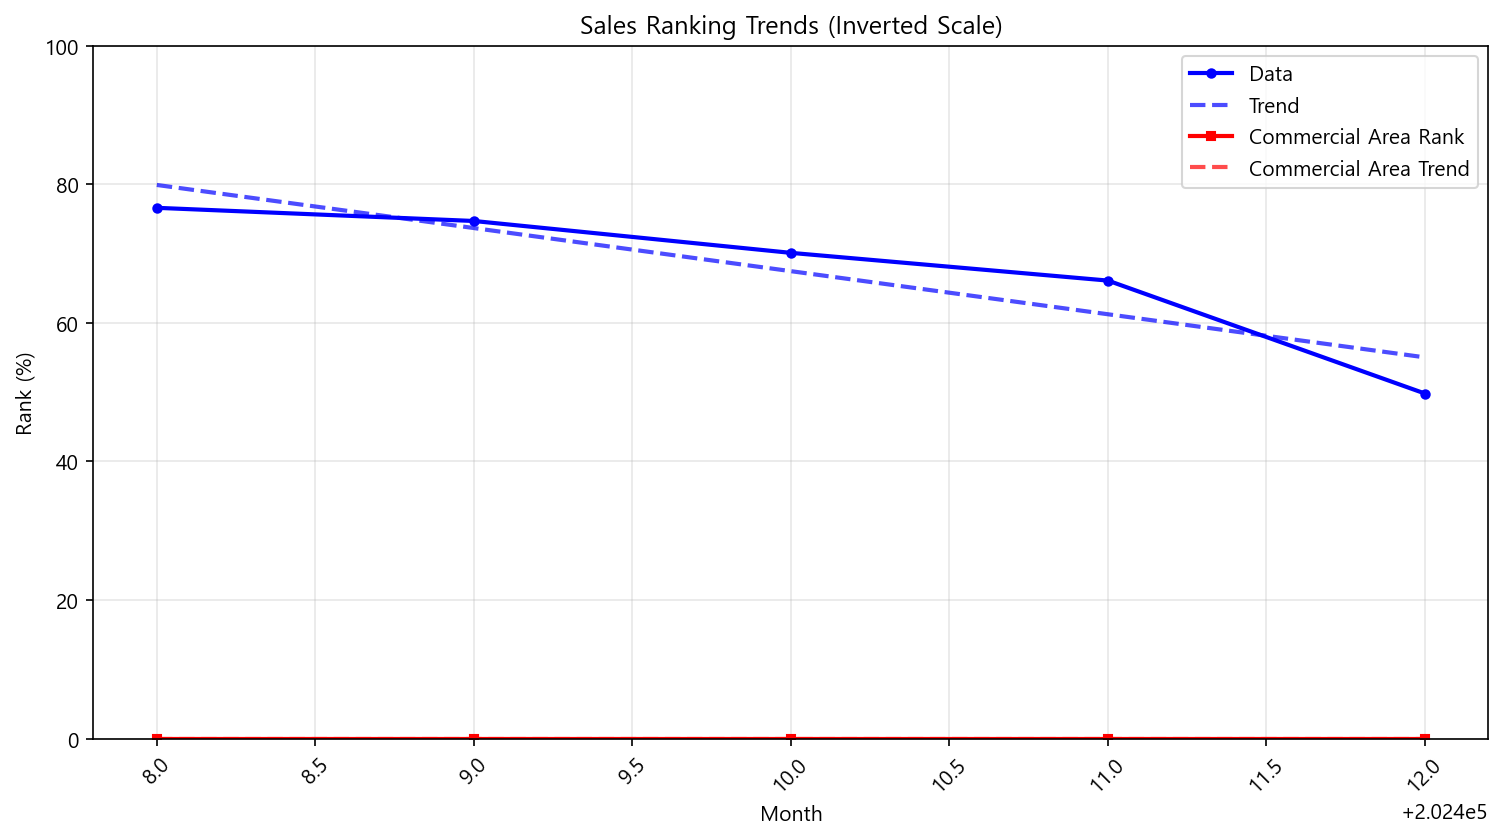 Sales Ranking Trends (Inverted Scale)
Data
Trend
Commercial Area Rank
Commercial Area Trend
Rank (%)
100
80
60
40
20
0
8.0
8.5
9.0
9.5
10.0
10.5
11.0
11.5
12.0
+2.024e5
Month